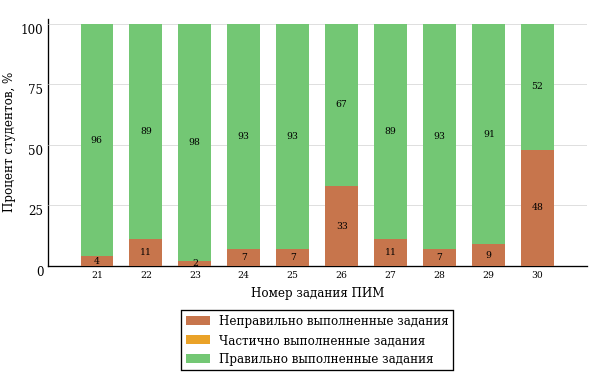 Процент студентов, %
100
75
50
25
0
96 89 98 93 93 67 89 93 91 52
4 11 2 7 7 33 11 7 9 48
21 22 23 24 25 26 27 28 29 30
Номер задания ПИМ
Неправильно выполненные задания
Частично выполненные задания
Правильно выполненные задания